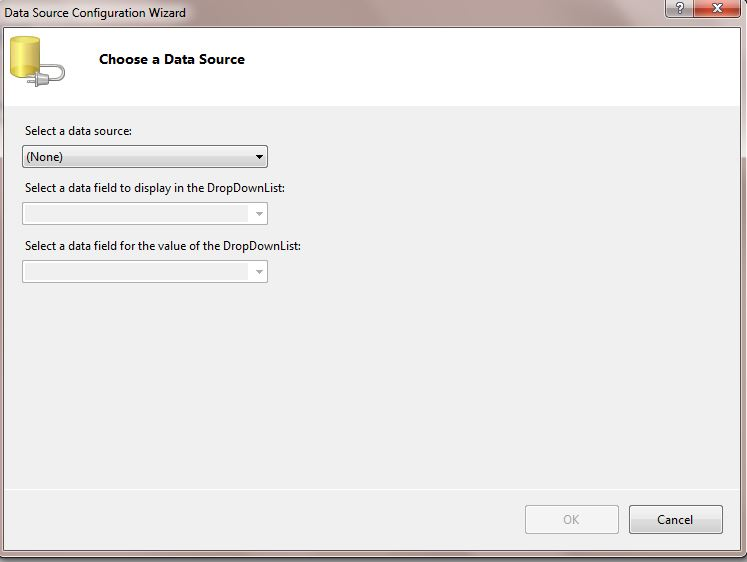 Data Source Configuration Wizard
?
Choose a Data Source
Select a data source:
(None)
Select a data field to display in the DropDownList:
Select a data field for the value of the DropDownList:
OK
Cancel